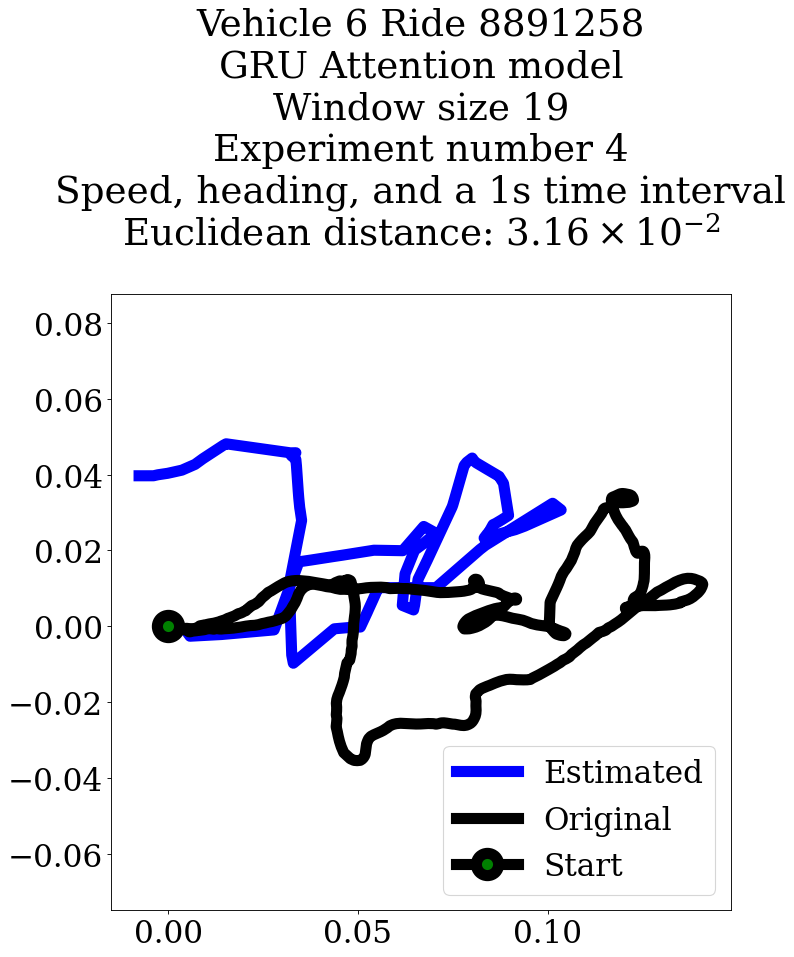 Vehicle 6 Ride 8891258
GRU Attention model
Window size 19
Experiment number 4
Speed, heading, and a 1s time interval
Euclidean distance: 3.16 × 10⁻²
0.08
0.06
0.04
0.02
0.00
−0.02
−0.04
−0.06
Estimated
Original
Start
0.00 0.05 0.10